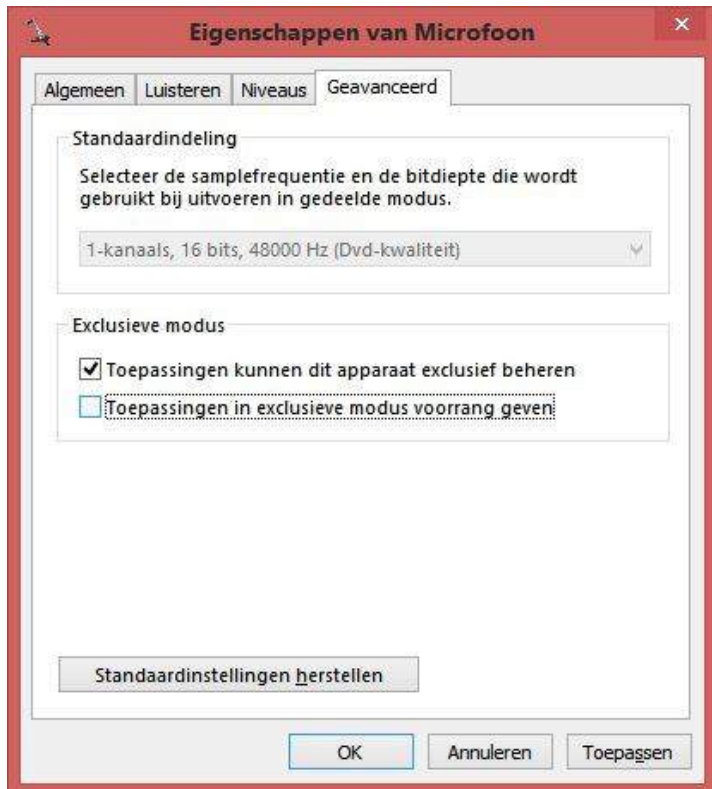 Eigenschappen van Microfoon
Algemeen Luisteren Niveaus Geavanceerd
Standaardindeling
Selecteer de samplefrequentie en de bitdiepte die wordt
gebruikt bij uitvoeren in gedeelde modus.
1-kanaals, 16 bits, 48000 Hz (Dvd-kwaliteit)
Exclusieve modus
Toepassingen kunnen dit apparaat exclusief beheren
Toepassingen in exclusieve modus voorrang geven
Standaardinstellingen herstellen
OK Annuleren Toepassen